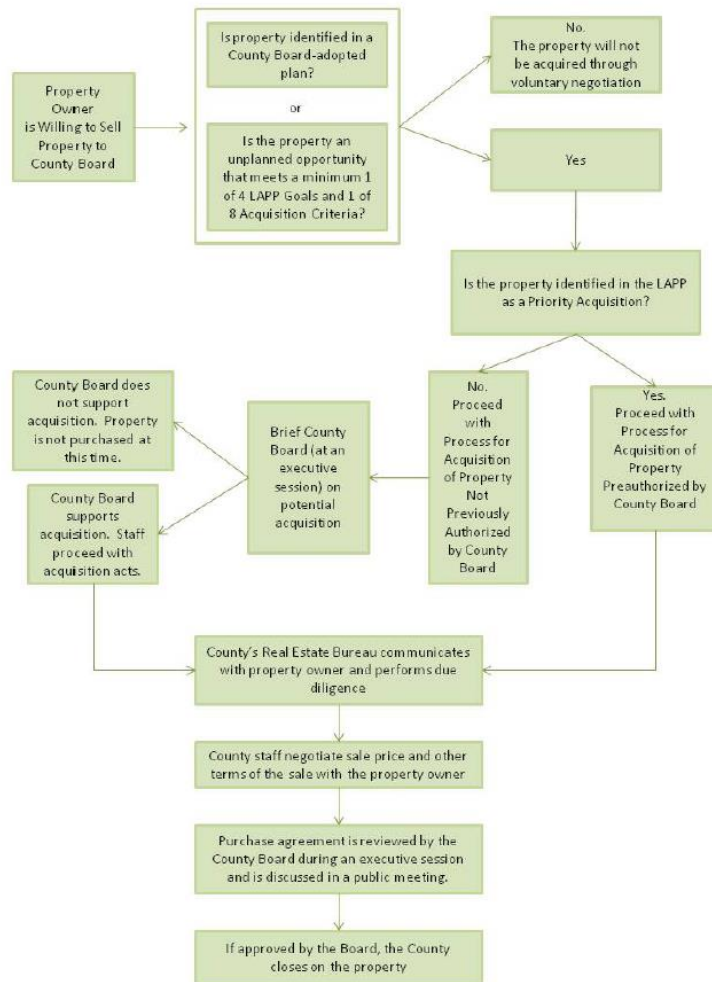 Is property identified in a
County Board-adopted
plan?
or
Is the property an
unplanned opportunity
that meets a minimum 1
of 4 LAPP Goals and 1 of
8 Acquisition Criteria?
No.
The property will not
be acquired through
voluntary negotiation
Property
Owner
is Willing to Sell
Property to
County Board
Yes
Is the property identified in the LAPP
as a Priority Acquisition?
County Board does
not support
acquisition. Property
is not purchased at
this time.
County Board
supports
acquisition. Staff
proceed with
acquisition acts.
Brief County
Board (at an
executive
session) on
potential
acquisition
No.
Proceed
with
Process for
Acquisition
of Property
Not
Previously
Authorized
by County
Board
Yes.
Proceed with
Process for
Acquisition of
Property
Preauthorized by
County Board
County's Real Estate Bureau communicates
with property owner and performs due
diligence
County staff negotiate sale price and other
terms of the sale with the property owner
Purchase agreement is reviewed by the
County Board during an executive session
and is discussed in a public meeting.
If approved by the Board, the County
closes on the property